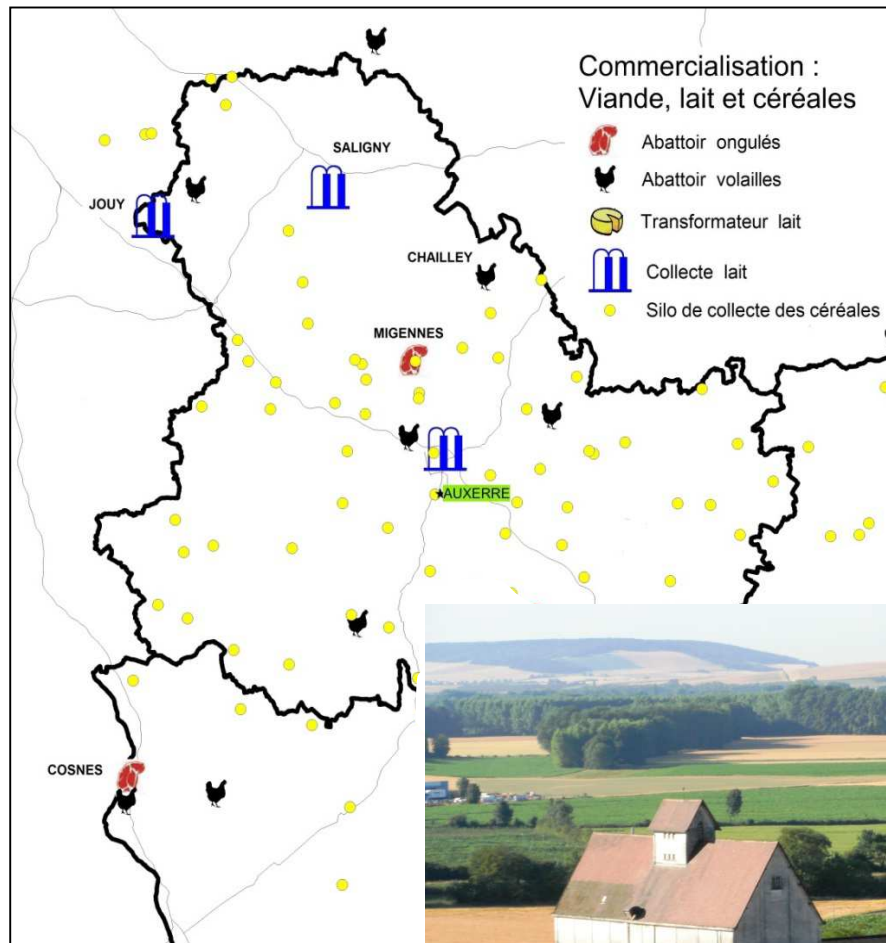 Commercialisation :
Viande, lait et céréales
Abattoir ongulés
Abattoir volailles
Transformateur lait
Collecte lait
Silo de collecte des céréales
SALIGNY
JOUY
CHAILLEY
MIGENNES
AUXERRE
COSNES